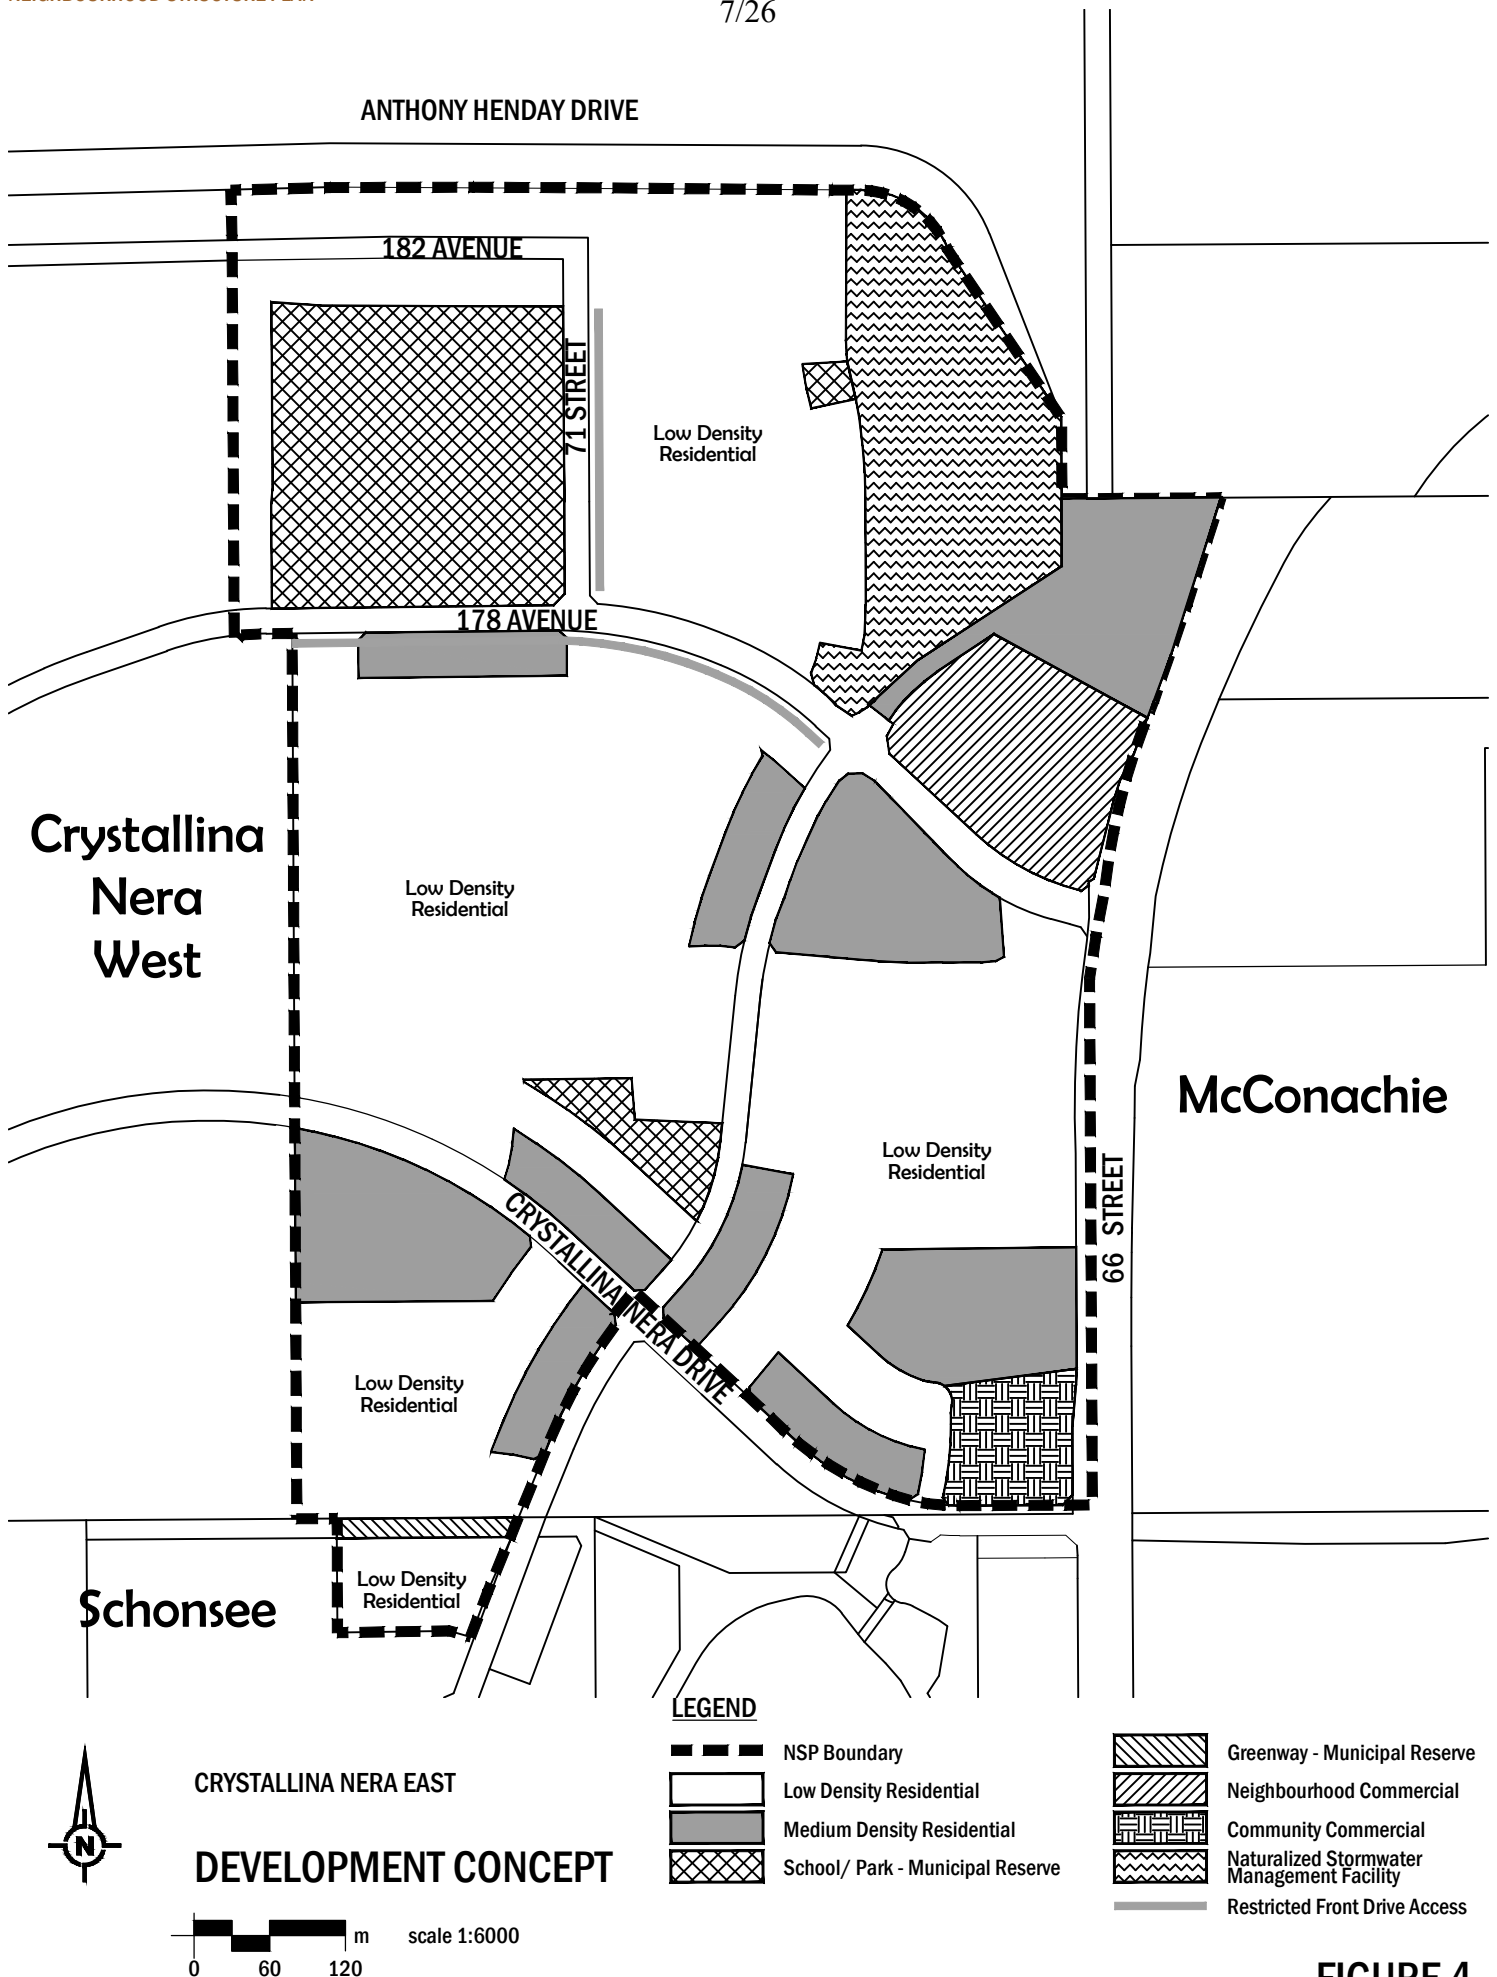 7/26
ANTHONY HENDAY DRIVE
182 AVENUE
71 STREET
Low Density
Residential
178 AVENUE
Crystallina
Nera
West
Low Density
Residential
McConachie
Low Density
Residential
66 STREET
CRYSTALLINA NERA DRIVE
Low Density
Residential
Low Density
Residential
Schonsee
LEGEND
NSP Boundary
Low Density Residential
Medium Density Residential
School/ Park - Municipal Reserve
Greenway - Municipal Reserve
Neighbourhood Commercial
Community Commercial
Naturalized Stormwater
Management Facility
Restricted Front Drive Access
N
CRYSTALLINA NERA EAST
DEVELOPMENT CONCEPT
m
scale 1:6000
0 60 120
FIGURE 4